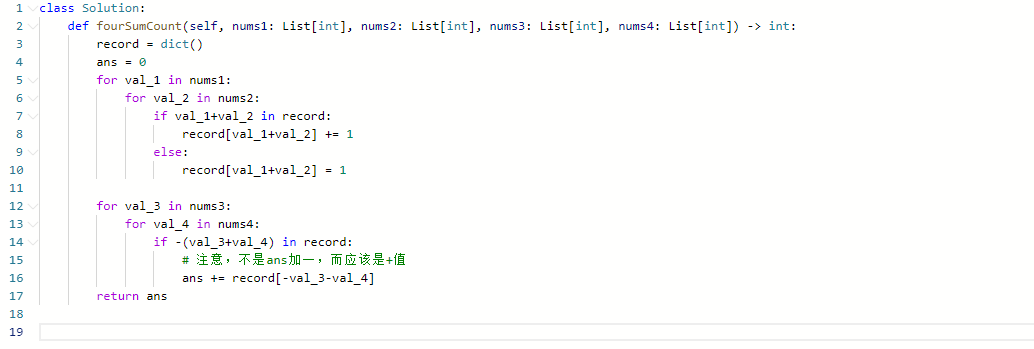 1 class Solution:
2 def fourSumCount(self, nums1: List[int], nums2: List[int], nums3: List[int], nums4: List[int]) -> int:
3 record = dict()
4 ans = 0
5 for val_1 in nums1:
6 for val_2 in nums2:
7 if val_1+val_2 in record:
8 record[val_1+val_2] += 1
9 else:
10 record[val_1+val_2] = 1
11
12 for val_3 in nums3:
13 for val_4 in nums4:
14 if -(val_3+val_4) in record:
15 # 注意，不是ans加一，而应该是+值
16 ans += record[-val_3-val_4]
17 return ans
18
19